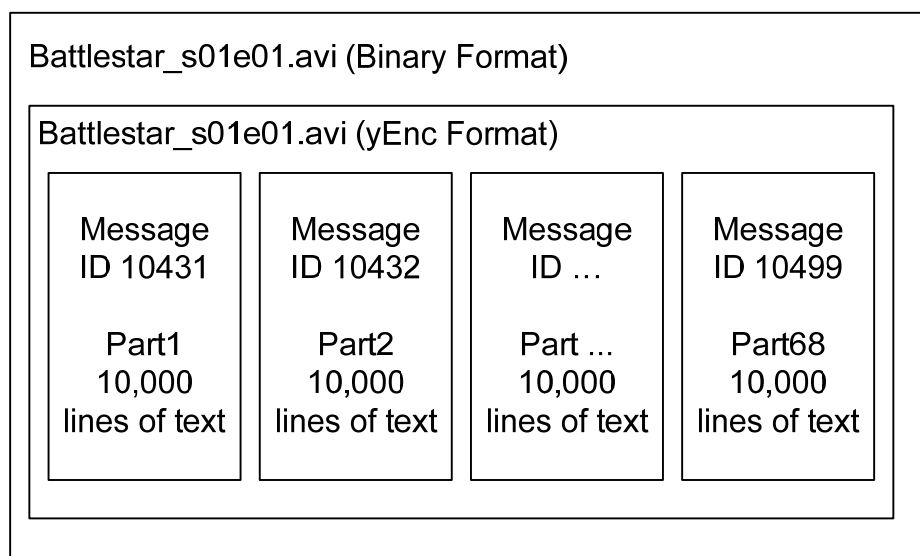 Battlestar_s01e01.avi (Binary Format)
Battlestar_s01e01.avi (yEnc Format)
Message
ID 10431
Part1
10,000
lines of text
Message
ID 10432
Part2
10,000
lines of text
Message
ID ...
Part ...
10,000
lines of text
Message
ID 10499
Part68
10,000
lines of text